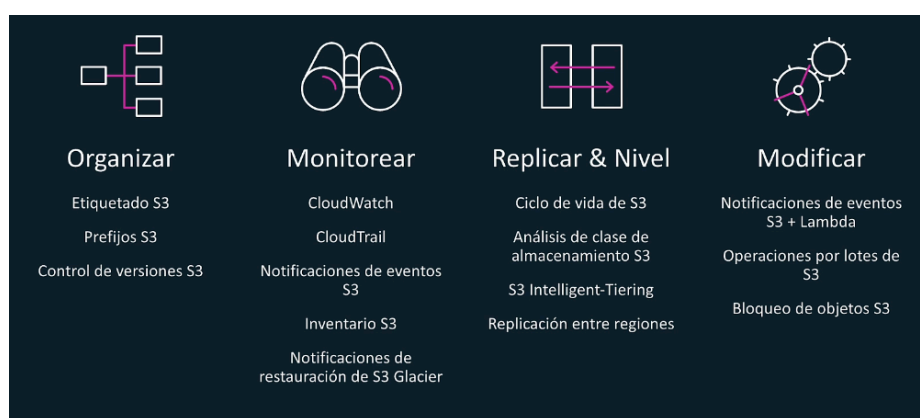 Organizar
Etiquetado S3
Prefijos S3
Control de versiones S3
Monitorear
CloudWatch
CloudTrail
Notificaciones de eventos
S3
Inventario S3
Notificaciones de
restauración de S3 Glacier
Replicar & Nivel
Ciclo de vida de S3
Análisis de clase de
almacenamiento S3
S3 Intelligent-Tiering
Replicación entre regiones
Modificar
Notificaciones de eventos
S3 + Lambda
Operaciones por lotes de
S3
Bloqueo de objetos S3